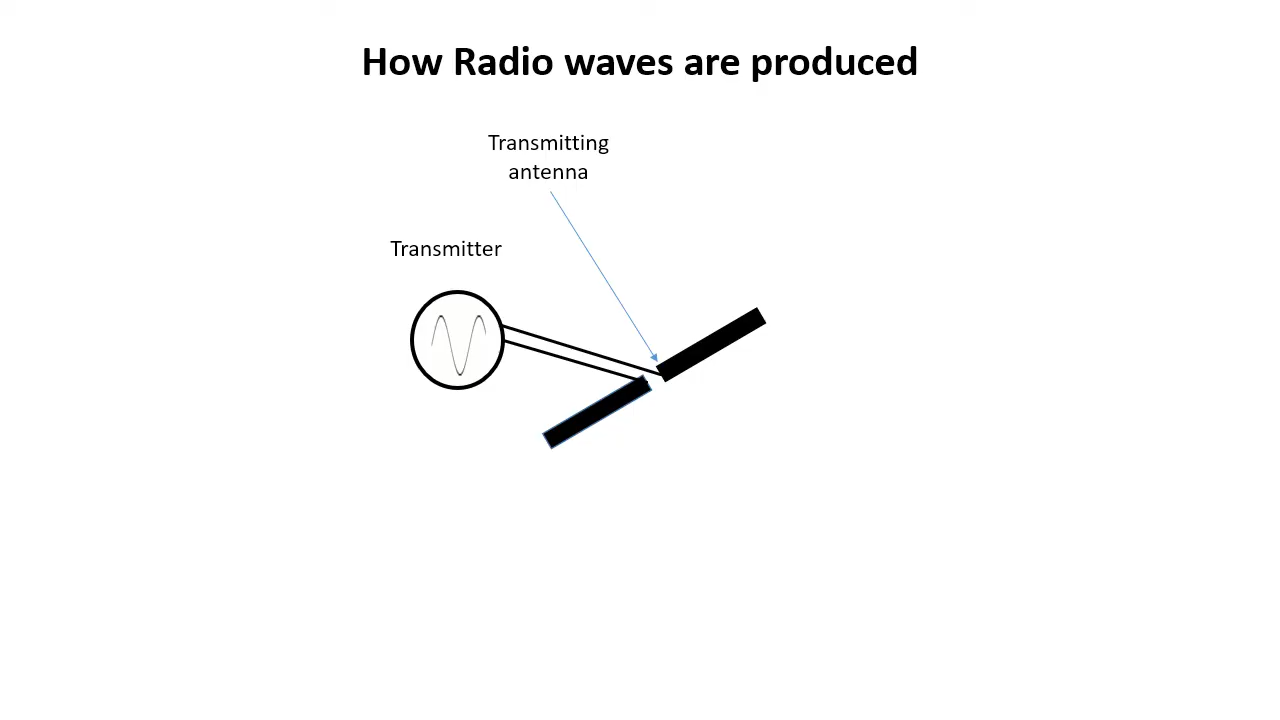 How Radio waves are produced
Transmitting
antenna
Transmitter